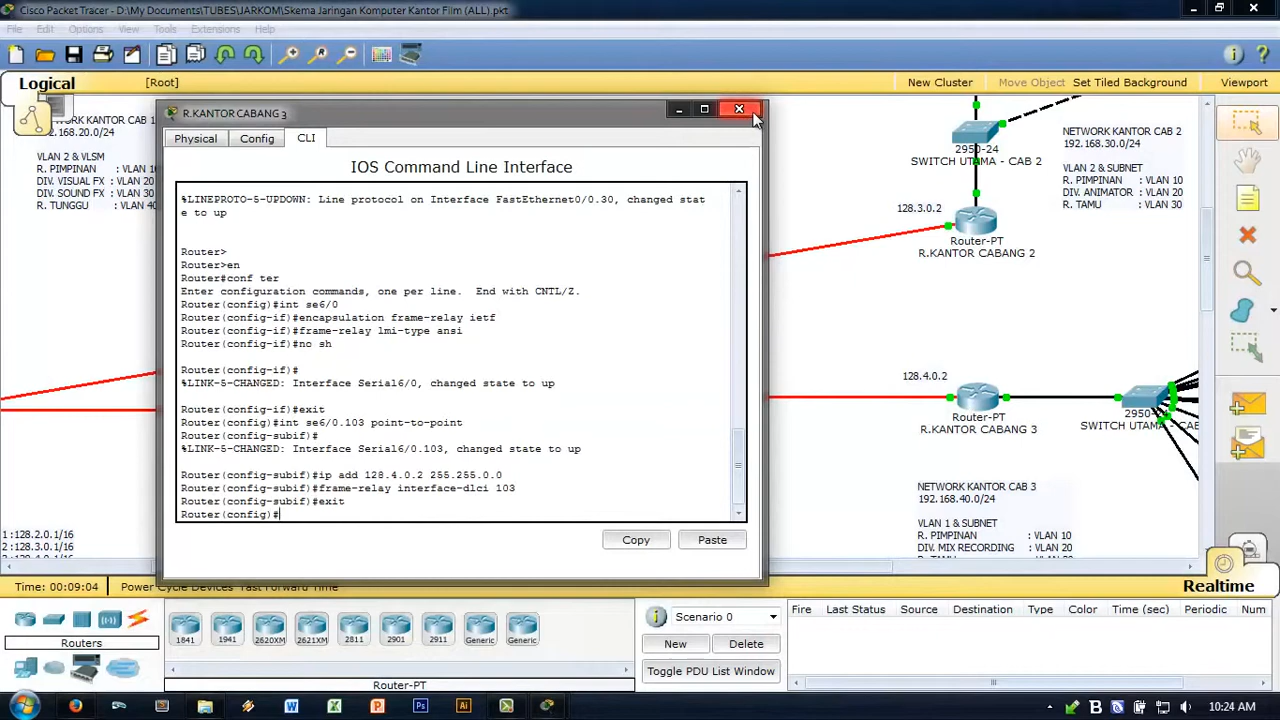 Cisco Packet Tracer - D:\My Documents\TUBES\JARKOM\Skema Jaringan Komputer Kantor Film (ALL).pkt
File Edit Options View Tools Extensions Help
Logical
[Root]
New Cluster
Move Object
Set Tiled Background
Viewport
192.168.20.0/24
VLAN 2 & VLSM
R. PIMPINAN : VLAN 10
DIV. VISUAL FX : VLAN 20
DIV. SOUND FX : VLAN 30
R. TUNGGU : VLAN 40
R.KANTOR CABANG 3
Physical
Config
CLI
IOS Command Line Interface
%LINEPROTO-5-UPDOWN: Line protocol on Interface FastEthernet0/0.30, changed stat
e to up
Router>
Router>en
Router#conf ter
Enter configuration commands, one per line.  End with CNTL/Z.
Router(config)#int se6/0
Router(config-if)#encapsulation frame-relay ietf
Router(config-if)#frame-relay lmi-type ansi
Router(config-if)#no sh
Router(config-if)#
%LINK-5-CHANGED: Interface Serial6/0, changed state to up
Router(config-if)#exit
Router(config)#int se6/0.103 point-to-point
Router(config-subif)#
%LINK-5-CHANGED: Interface Serial6/0.103, changed state to up
Router(config-subif)#ip add 128.4.0.2 255.255.0.0
Router(config-subif)#frame-relay interface-dlci 103
Router(config-subif)#exit
Router(config)#
Copy
Paste
2950-24
SWITCH UTAMA - CAB 2
NETWORK KANTOR CAB 2
192.168.30.0/24
VLAN 2 & SUBNET
R. PIMPINAN : VLAN 10
DIV. ANIMATOR : VLAN 20
R. TAMU : VLAN 30
128.3.0.2
Router-PT
R.KANTOR CABANG 2
128.4.0.2
Router-PT
R.KANTOR CABANG 3
2950
SWITCH UTAMA - CAB
NETWORK KANTOR CAB 3
192.168.40.0/24
VLAN 1 & SUBNET
R. PIMPINAN : VLAN 10
DIV. MIX RECORDING : VLAN 20
1:128.2.0.1/16
2:128.3.0.1/16
Time: 00:09:04
Power Cycle Devices Fast Forward Time
Realtime
Routers
1841
1941
2620XM
2621XM
2811
2901
2911
Generic
Generic
Router-PT
Scenario 0
New
Delete
Toggle PDU List Window
Fire
Last Status
Source
Destination
Type
Color
Time (sec)
Periodic
Num
10:24 AM